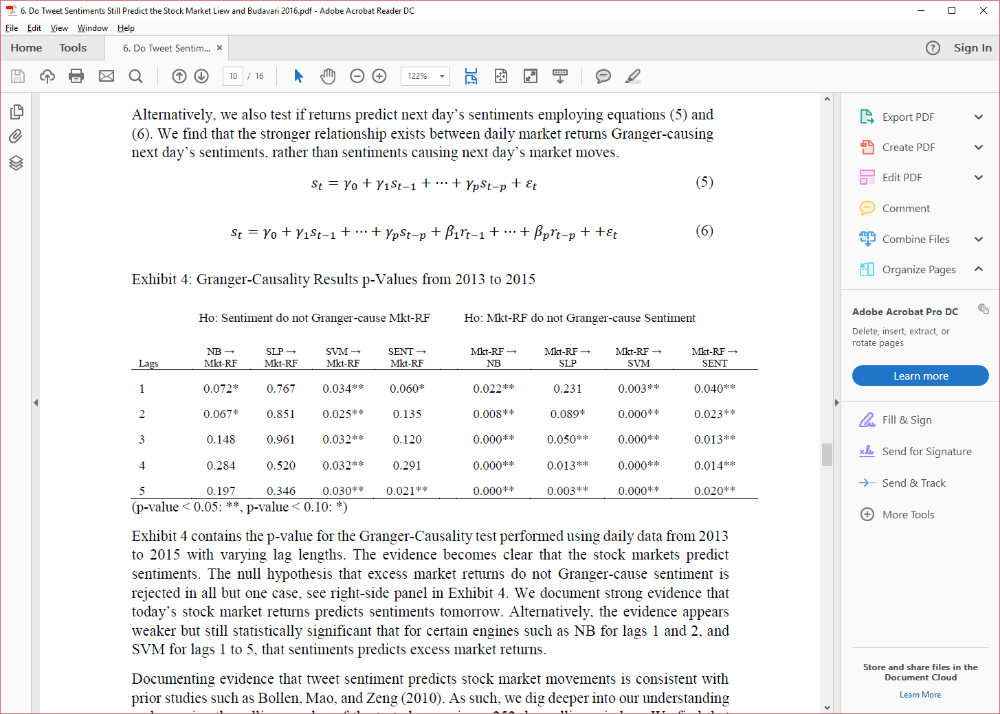 6. Do Tweet Sentiments Still Predict the Stock Market Liew and Budavari 2016.pdf - Adobe Acrobat Reader DC
File Edit View Window Help
Home Tools 6. Do Tweet Sentim... × Sign In
10 / 16 122%
Alternatively, we also test if returns predict next day's sentiments employing equations (5) and
(6). We find that the stronger relationship exists between daily market returns Granger-causing
next day's sentiments, rather than sentiments causing next day's market moves.
s_t = γ_0 + γ_1 s_{t−1} + ⋯ + γ_p s_{t−p} + ε_t (5)
s_t = γ_0 + γ_1 s_{t−1} + ⋯ + γ_p s_{t−p} + β_1 r_{t−1} + ⋯ + β_p r_{t−p} + +ε_t (6)
Exhibit 4: Granger-Causality Results p-Values from 2013 to 2015
Ho: Sentiment do not Granger-cause Mkt-RF Ho: Mkt-RF do not Granger-cause Sentiment
NB → SLP → SVM → SENT → Mkt-RF → Mkt-RF → Mkt-RF → Mkt-RF →
Lags Mkt-RF Mkt-RF Mkt-RF Mkt-RF NB SLP SVM SENT
1 0.072* 0.767 0.034** 0.060* 0.022** 0.231 0.003** 0.040**
2 0.067* 0.851 0.025** 0.135 0.008** 0.089* 0.000** 0.023**
3 0.148 0.961 0.032** 0.120 0.000** 0.050** 0.000** 0.013**
4 0.284 0.520 0.032** 0.291 0.000** 0.013** 0.000** 0.014**
5 0.197 0.346 0.030** 0.021** 0.000** 0.003** 0.000** 0.020**
(p-value < 0.05: **, p-value < 0.10: *)
Exhibit 4 contains the p-value for the Granger-Causality test performed using daily data from 2013
to 2015 with varying lag lengths. The evidence becomes clear that the stock markets predict
sentiments. The null hypothesis that excess market returns do not Granger-cause sentiment is
rejected in all but one case, see right-side panel in Exhibit 4. We document strong evidence that
today's stock market returns predicts sentiments tomorrow. Alternatively, the evidence appears
weaker but still statistically significant that for certain engines such as NB for lags 1 and 2, and
SVM for lags 1 to 5, that sentiments predicts excess market returns.
Documenting evidence that tweet sentiment predicts stock market movements is consistent with
prior studies such as Bollen, Mao, and Zeng (2010). As such, we dig deeper into our understanding
Export PDF
Create PDF
Edit PDF
Comment
Combine Files
Organize Pages
Adobe Acrobat Pro DC
Delete, insert, extract, or
rotate pages
Learn more
Fill & Sign
Send for Signature
Send & Track
More Tools
Store and share files in the
Document Cloud
Learn More